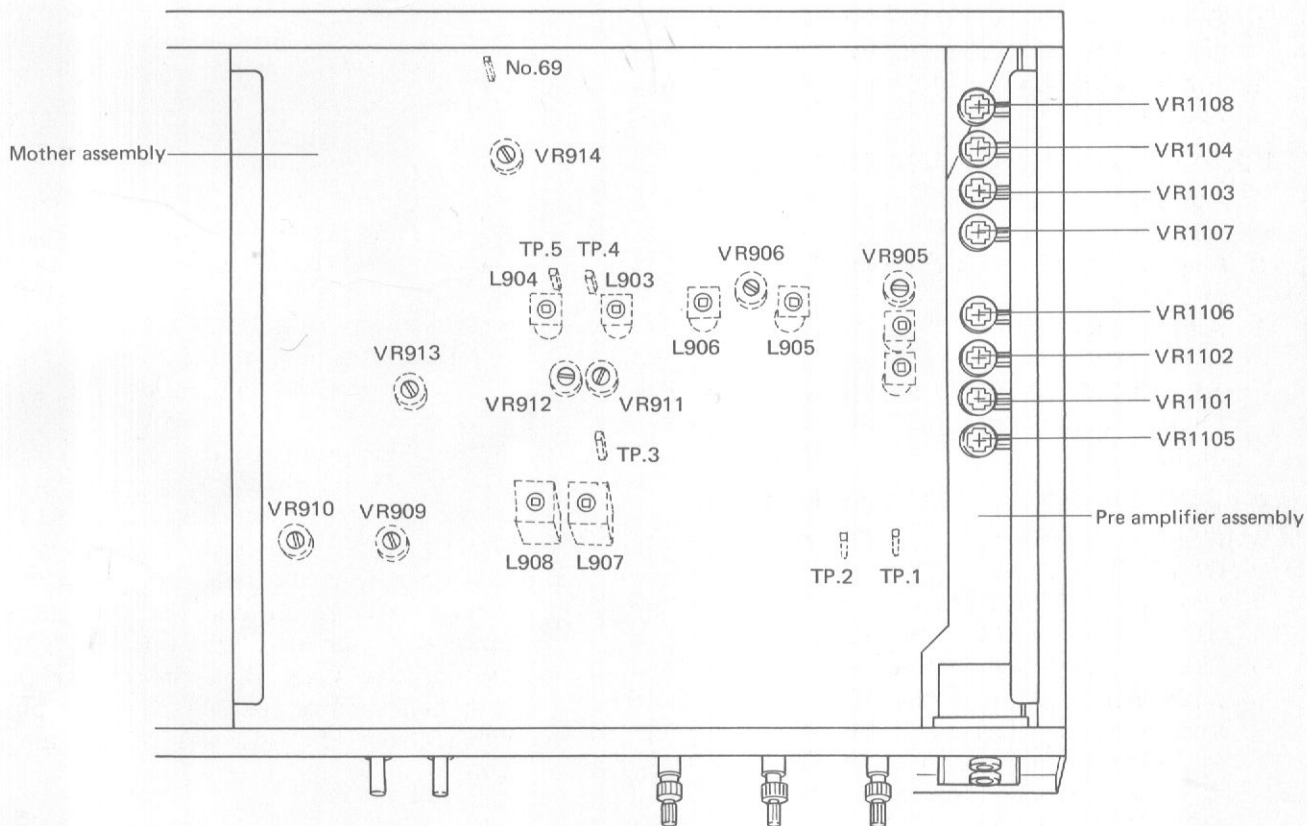 No.69
VR1108
Mother assembly
VR914
VR1104
VR1103
VR1107
TP.5 TP.4
VR906
VR905
L904
L903
VR1106
L906
L905
VR913
VR1102
VR912
VR911
VR1101
VR1105
TP.3
VR910
VR909
Pre amplifier assembly
L908
L907
TP.2
TP.1